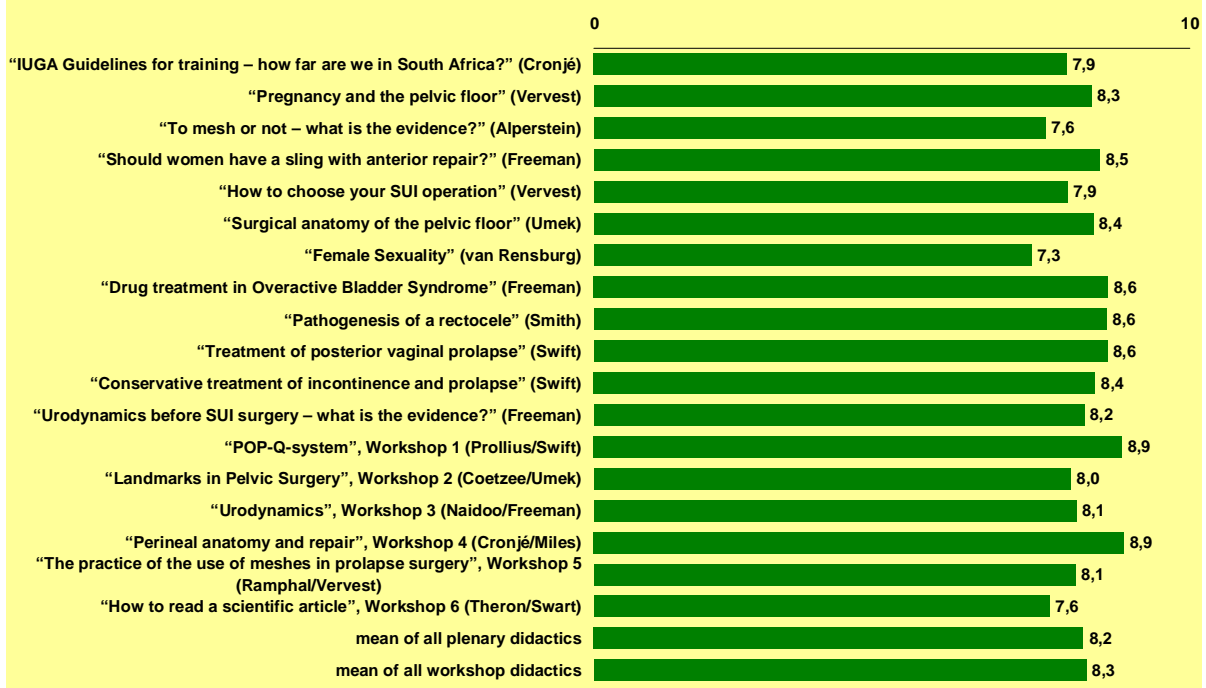 0 10
“IUGA Guidelines for training – how far are we in South Africa?” (Cronjé) 7,9
“Pregnancy and the pelvic floor” (Vervest) 8,3
“To mesh or not – what is the evidence?” (Alperstein) 7,6
“Should women have a sling with anterior repair?” (Freeman) 8,5
“How to choose your SUI operation” (Vervest) 7,9
“Surgical anatomy of the pelvic floor” (Umek) 8,4
“Female Sexuality” (van Rensburg) 7,3
“Drug treatment in Overactive Bladder Syndrome” (Freeman) 8,6
“Pathogenesis of a rectocele” (Smith) 8,6
“Treatment of posterior vaginal prolapse” (Swift) 8,6
“Conservative treatment of incontinence and prolapse” (Swift) 8,4
“Urodynamics before SUI surgery – what is the evidence?” (Freeman) 8,2
“POP-Q-system”, Workshop 1 (Prollius/Swift) 8,9
“Landmarks in Pelvic Surgery”, Workshop 2 (Coetzee/Umek) 8,0
“Urodynamics”, Workshop 3 (Naidoo/Freeman) 8,1
“Perineal anatomy and repair”, Workshop 4 (Cronjé/Miles) 8,9
“The practice of the use of meshes in prolapse surgery”, Workshop 5
(Ramphal/Vervest) 8,1
“How to read a scientific article”, Workshop 6 (Theron/Swart) 7,6
mean of all plenary didactics 8,2
mean of all workshop didactics 8,3